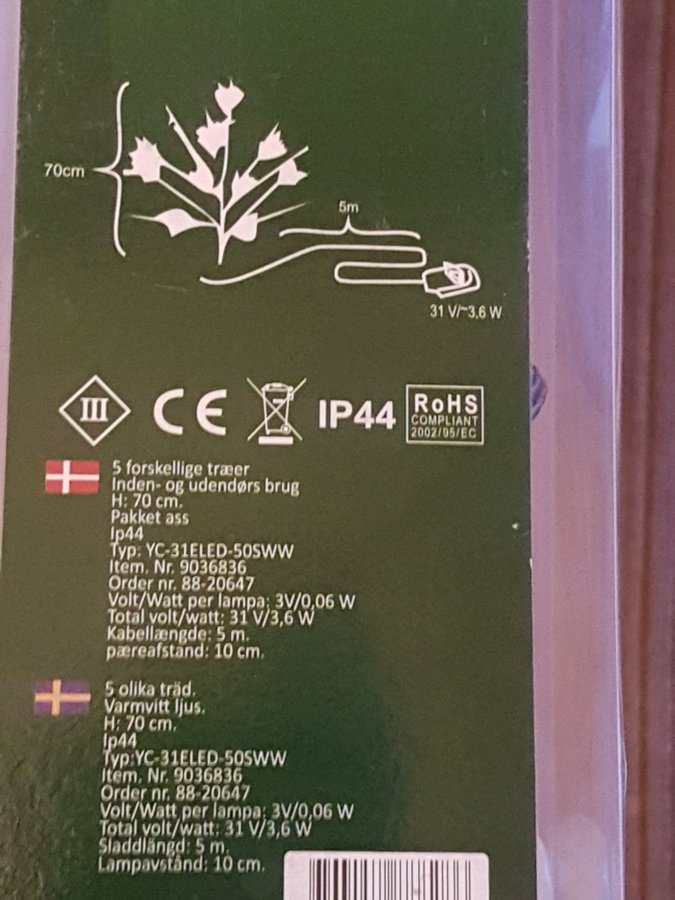 70cm
5m
31 V/~3,6 W
III
CE
IP44
RoHS
COMPLIANT
2002/95/EC
5 forskellige træer
Inden- og udendørs brug
H: 70 cm.
Pakket ass
Ip44
Typ: YC-31ELED-50SWW
Item. Nr. 9036836
Order nr. 88-20647
Volt/Watt per lampa: 3V/0,06 W
Total volt/watt: 31 V/3,6 W
Kabellængde: 5 m.
pæreafstand: 10 cm.
5 olika träd.
Varmvitt ljus.
H: 70 cm.
Ip44
Typ:YC-31ELED-50SWW
Item. Nr. 9036836
Order nr. 88-20647
Volt/Watt per lampa: 3V/0,06 W
Total volt/watt: 31 V/3,6 W
Sladdlängd: 5 m.
Lampavstånd: 10 cm.